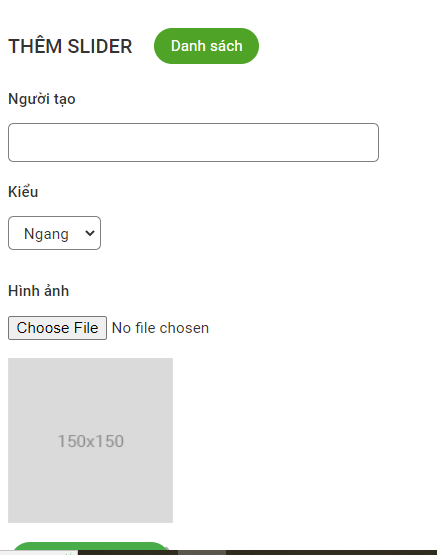 THÊM SLIDER Danh sách
Người tạo
Kiểu
Ngang
Hình ảnh
Choose File No file chosen
150x150